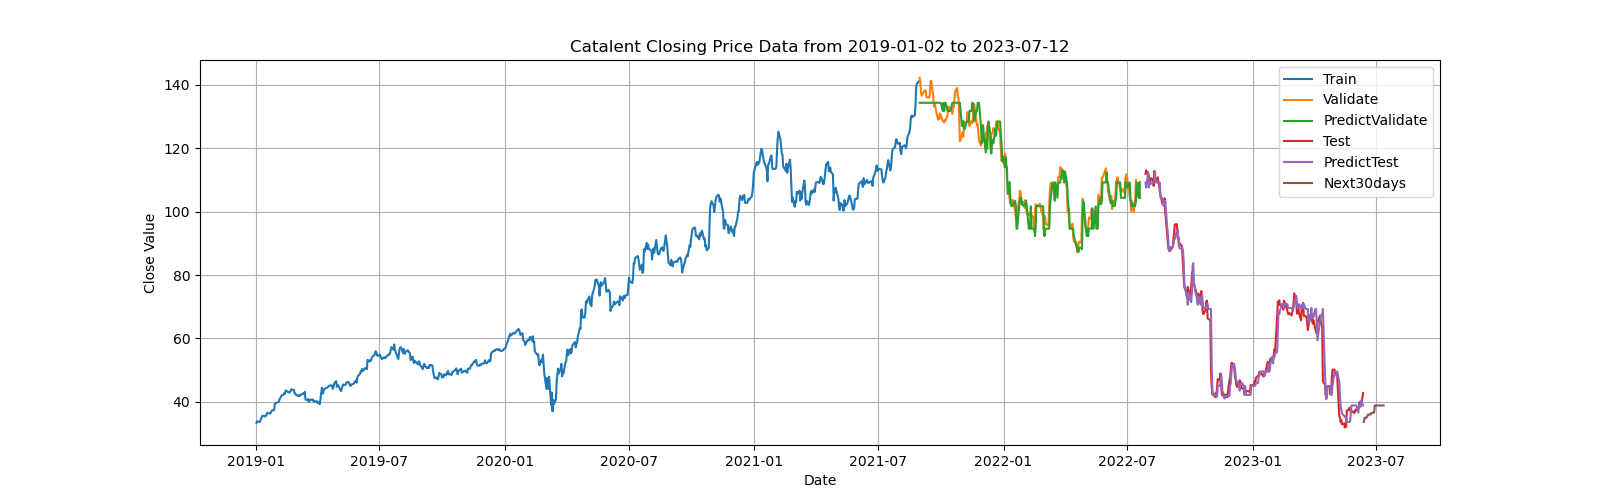 Catalent Closing Price Data from 2019-01-02 to 2023-07-12
Close Value
140
120
100
80
60
40
Train
Validate
PredictValidate
Test
PredictTest
Next30days
2019-01
2019-07
2020-01
2020-07
2021-01
2021-07
2022-01
2022-07
2023-01
2023-07
Date